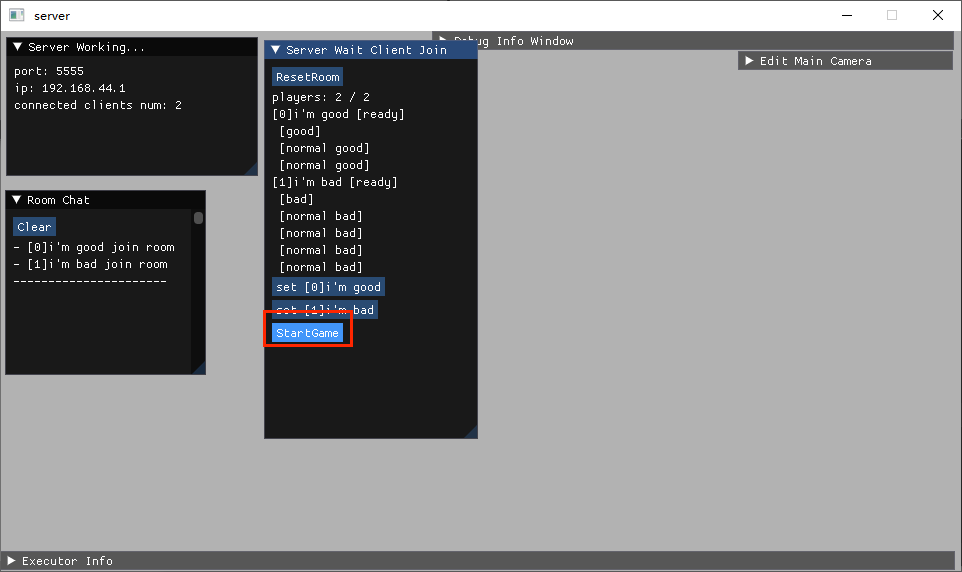 server
Server Working...
port: 5555
ip: 192.168.44.1
connected clients num: 2
Room Chat
Clear
- [0]i'm good join room
- [1]i'm bad join room
----------------------
Server Wait Client Join
ResetRoom
players: 2 / 2
[0]i'm good [ready]
[good]
[normal good]
[normal good]
[1]i'm bad [ready]
[bad]
[normal bad]
[normal bad]
[normal bad]
[normal bad]
set [0]i'm good
set [1]i'm bad
StartGame
Debug Info Window
Edit Main Camera
Executor Info